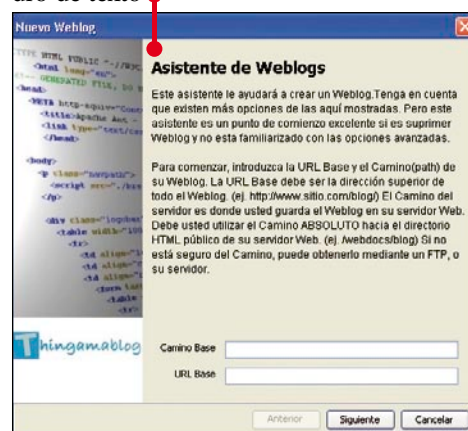 Nuevo Weblog
Asistente de Weblogs
Este asistente le ayudará a crear un Weblog.Tenga en cuenta
que existen más opciones de las aquí mostradas. Pero este
asistente es un punto de comienzo excelente si es suprimer
Weblog y no esta familiarizado con las opciones avanzadas.
Para comenzar, introduzca la URL Base y el Camino(path) de
su Weblog. La URL Base debe ser la dirección superior de
todo el Weblog. (ej. http://www.sitio.com/blog/) El Camino del
servidor es donde usted guarda el Weblog en su servidor Web.
Debe usted utilizar el Camino ABSOLUTO hacia el directorio
HTML público de su servidor Web. (ej. /webdocs/blog) Si no
está seguro del Camino, puede obtenerlo mediante un FTP, o
su servidor.
Thingamablog
Camino Base
URL Base
Anterior Siguiente Cancelar